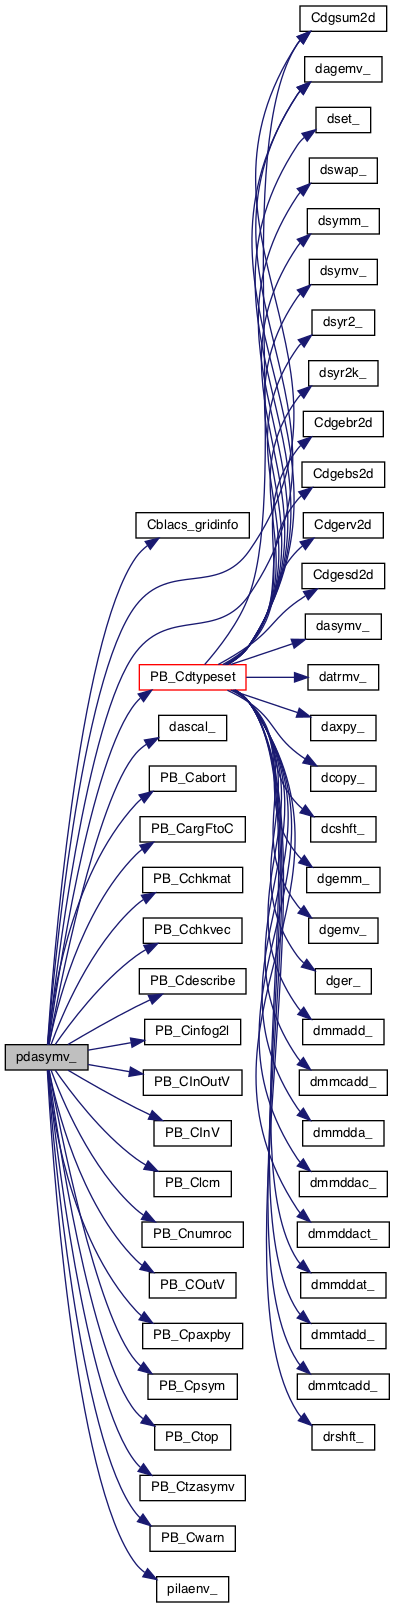 Cdgsum2d
dagemv_
dset_
dswap_
dsymm_
dsymv_
dsyr2_
dsyr2k_
Cdgebr2d
Cdgebs2d
Cblacs_gridinfo
Cdgerv2d
Cdgesd2d
dasymv_
PB_Cdtypeset
datrmv_
dascal_
daxpy_
PB_Cabort
dcopy_
PB_CargFtoC
dcshft_
PB_Cchkmat
dgemm_
PB_Cchkvec
dgemv_
PB_Cdescribe
dger_
PB_Cinfog2l
dmmadd_
pdasymv_
PB_CInOutV
dmmcadd_
PB_CInV
dmmdda_
PB_Clcm
dmmddac_
PB_Cnumroc
dmmddact_
PB_COutV
dmmddat_
PB_Cpaxpby
dmmtadd_
PB_Cpsym
dmmtcadd_
PB_Ctop
drshft_
PB_Ctzasymv
PB_Cwarn
pilaenv_